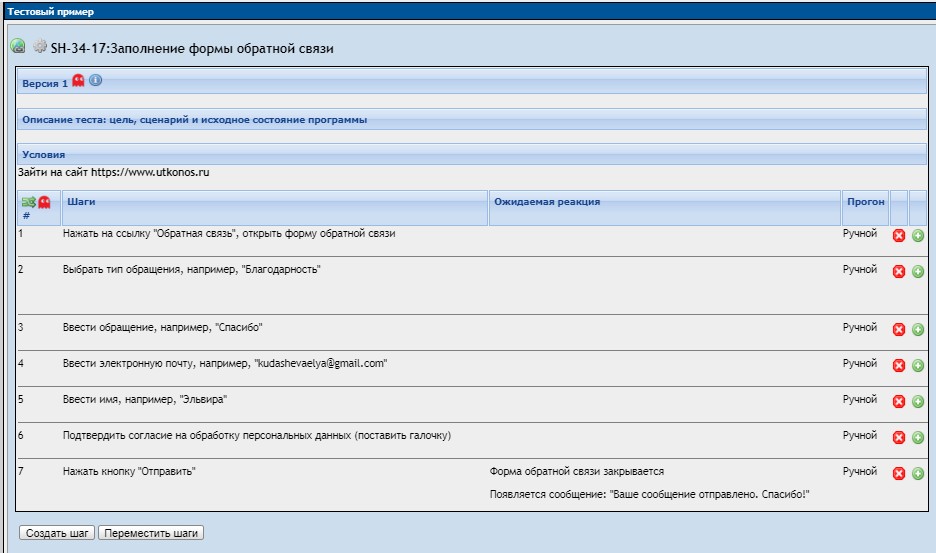 Тестовый пример
SH-34-17:Заполнение формы обратной связи
Версия 1
Описание теста: цель, сценарий и исходное состояние программы
Условия
Зайти на сайт https://www.utkonos.ru
# Шаги Ожидаемая реакция Прогон
1 Нажать на ссылку "Обратная связь", открыть форму обратной связи Ручной
2 Выбрать тип обращения, например, "Благодарность" Ручной
3 Ввести обращение, например, "Спасибо" Ручной
4 Ввести электронную почту, например, "kudashevaelya@gmail.com" Ручной
5 Ввести имя, например, "Эльвира" Ручной
6 Подтвердить согласие на обработку персональных данных (поставить галочку) Ручной
7 Нажать кнопку "Отправить" Форма обратной связи закрывается Ручной
Появляется сообщение: "Ваше сообщение отправлено. Спасибо!"
Создать шаг Переместить шаги